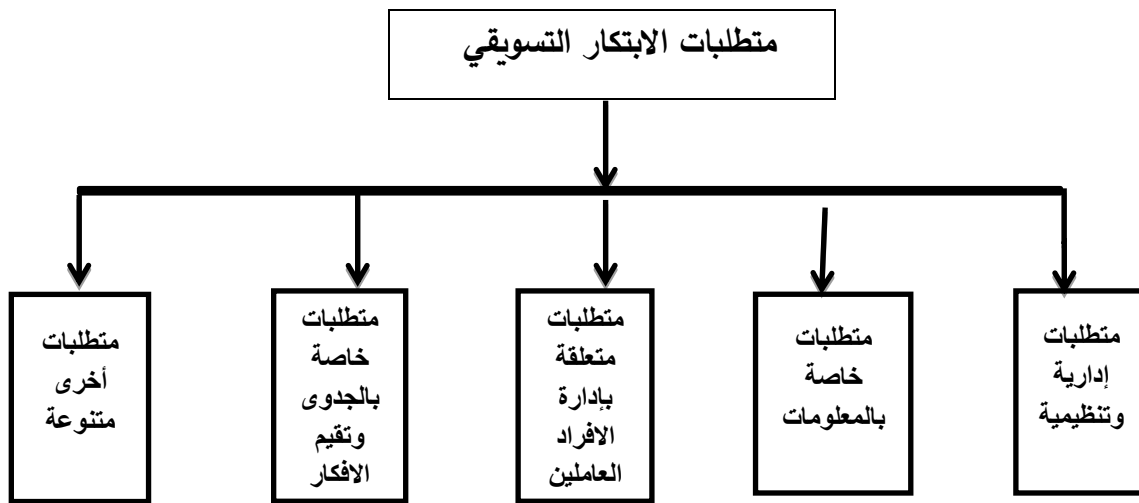 متطلبات الابتكار التسويقي
متطلبات
إدارية
وتنظيمية
متطلبات
خاصة
بالمعلومات
متطلبات
متعلقة
بإدارة
الافراد
العاملين
متطلبات
خاصة
بالجدوى
وتقيم
الافكار
متطلبات
أخرى
متنوعة